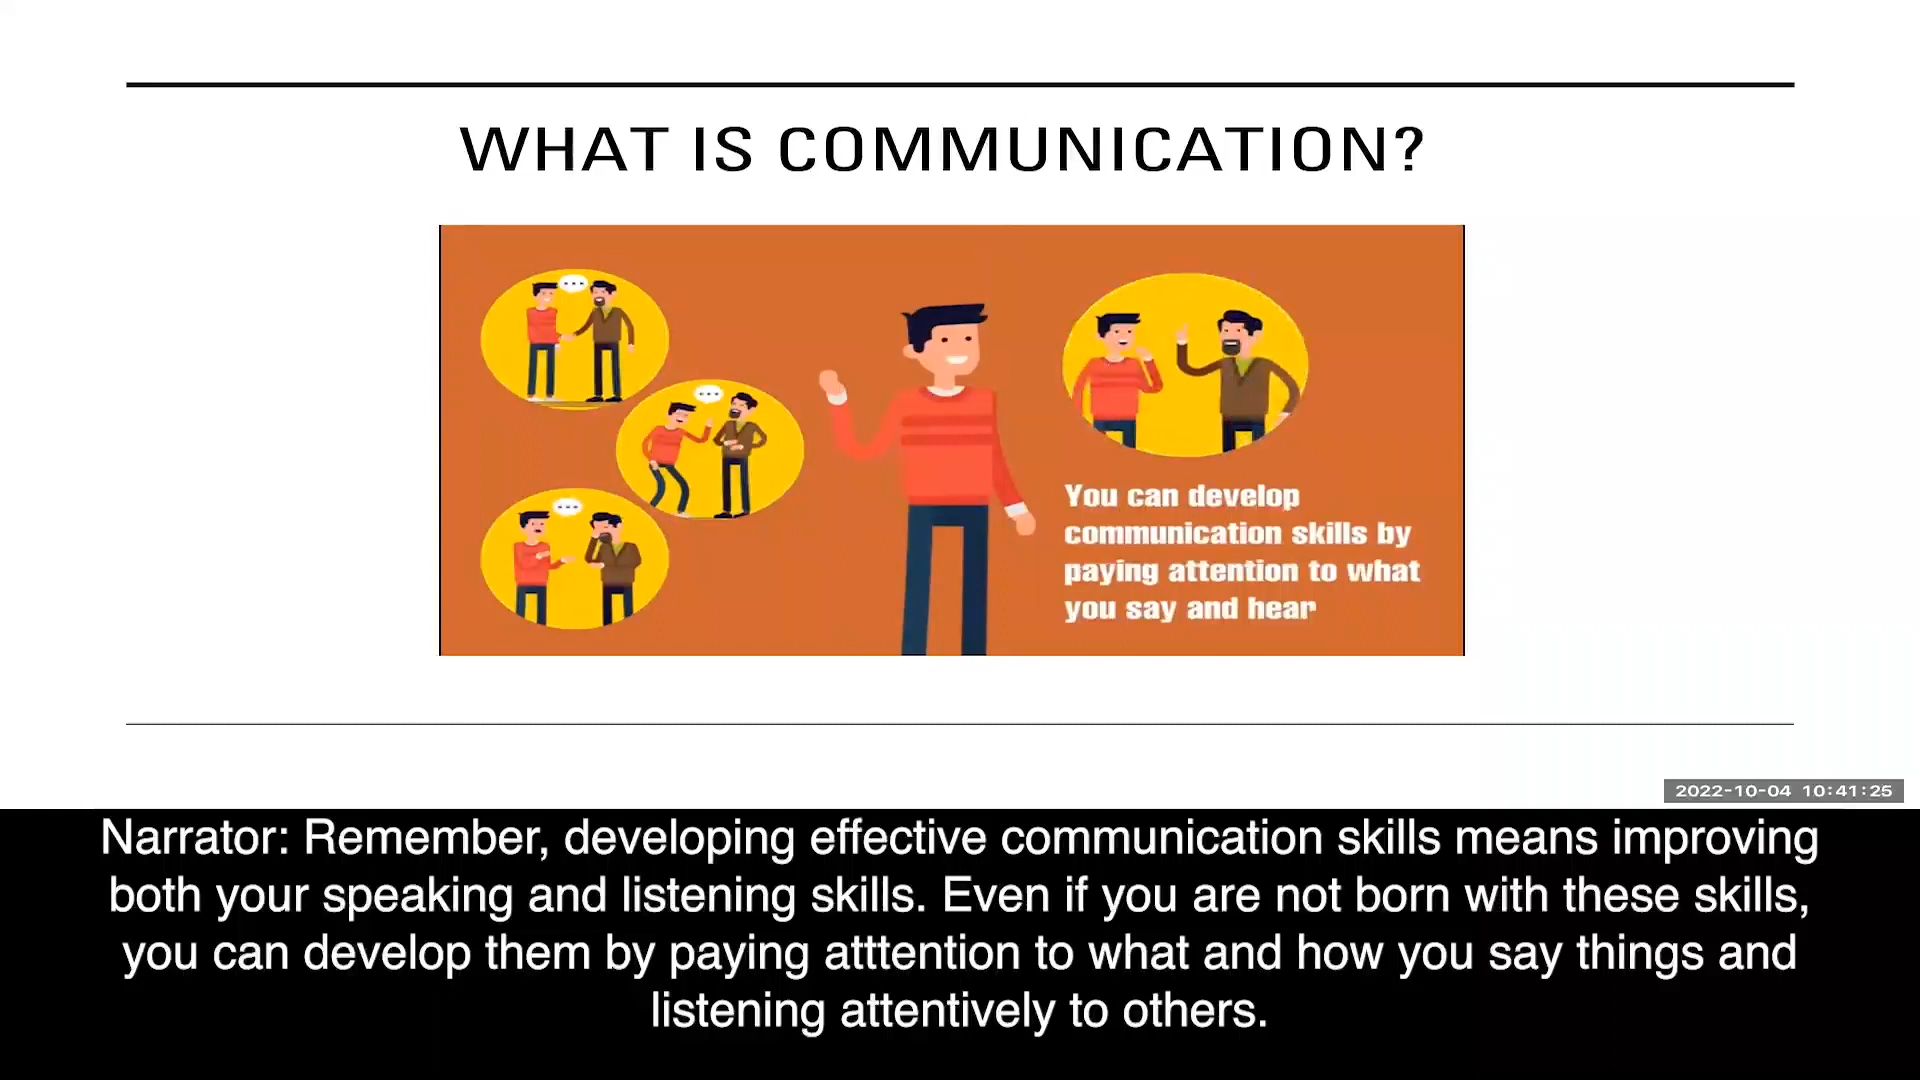 WHAT IS COMMUNICATION?
You can develop
communication skills by
paying attention to what
you say and hear
2022-10-04 10:41:25
Narrator: Remember, developing effective communication skills means improving
both your speaking and listening skills. Even if you are not born with these skills,
you can develop them by paying atttention to what and how you say things and
listening attentively to others.